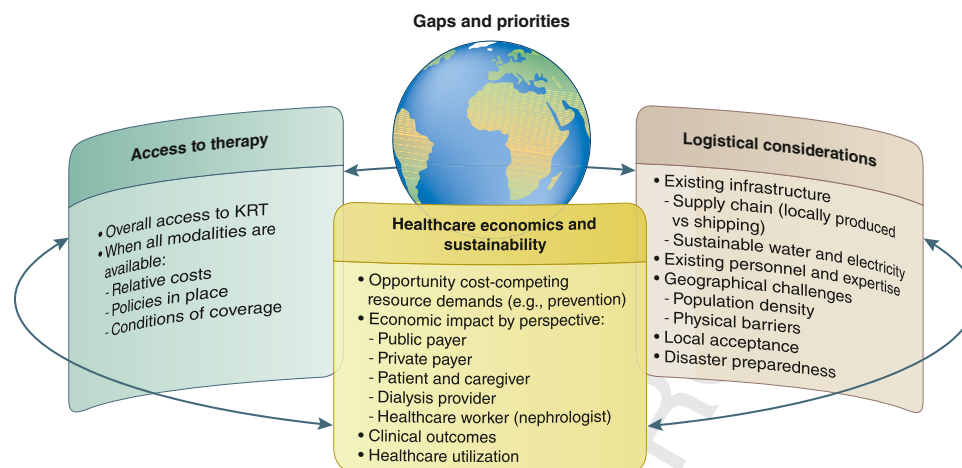 Gaps and priorities
Access to therapy
• Overall access to KRT
• When all modalities are
available:
- Relative costs
- Policies in place
- Conditions of coverage
Healthcare economics and
sustainability
• Opportunity cost-competing
resource demands (e.g., prevention)
• Economic impact by perspective:
- Public payer
- Private payer
- Patient and caregiver
- Dialysis provider
- Healthcare worker (nephrologist)
• Clinical outcomes
• Healthcare utilization
Logistical considerations
• Existing infrastructure
- Supply chain (locally produced
vs shipping)
- Sustainable water and electricity
• Existing personnel and expertise
• Geographical challenges
- Population density
- Physical barriers
• Local acceptance
• Disaster preparedness